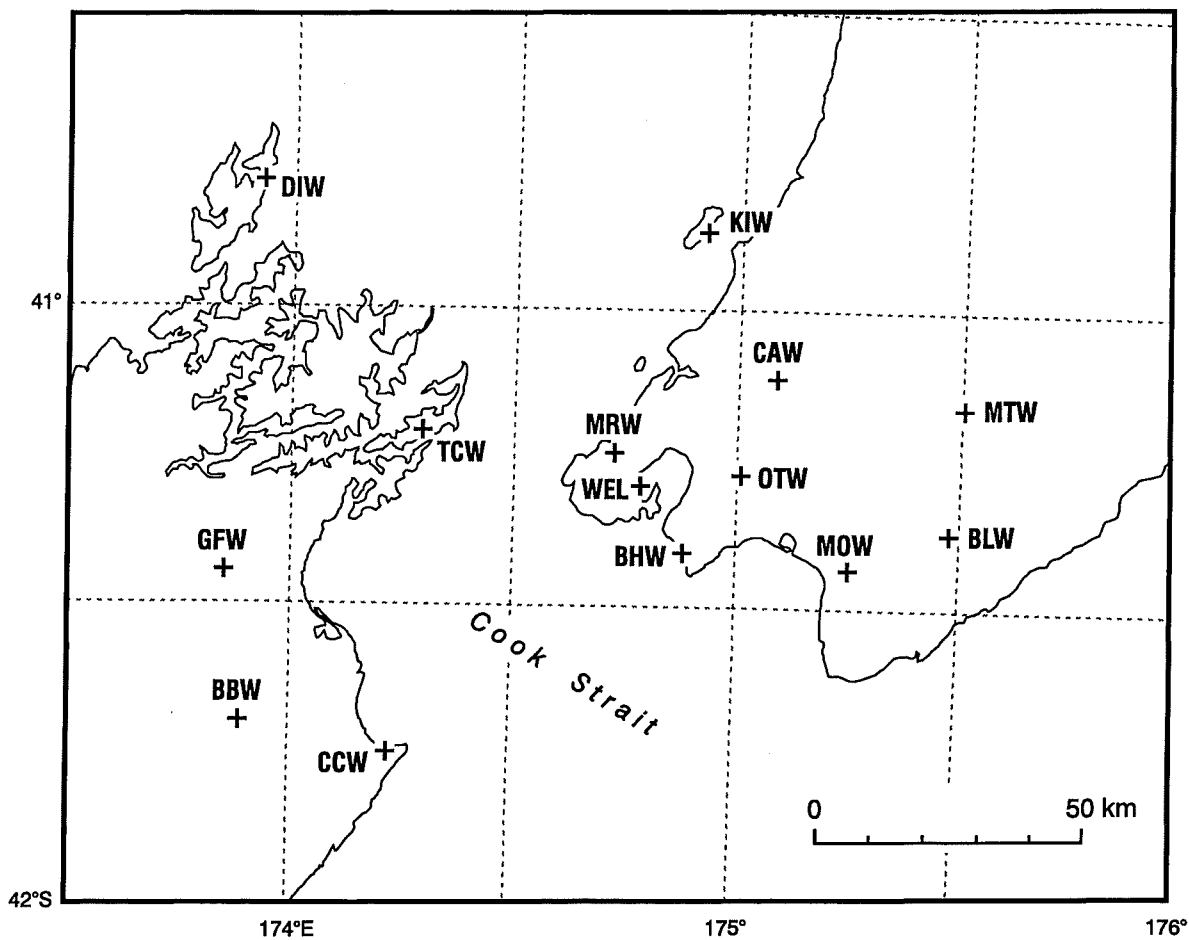 DIW
KIW
41°
CAW
MTW
MRW
TCW
WEL
OTW
GFW
BHW
MOW
BLW
Cook Strait
BBW
CCW
0 50 km
42°S
174°E 175° 176°